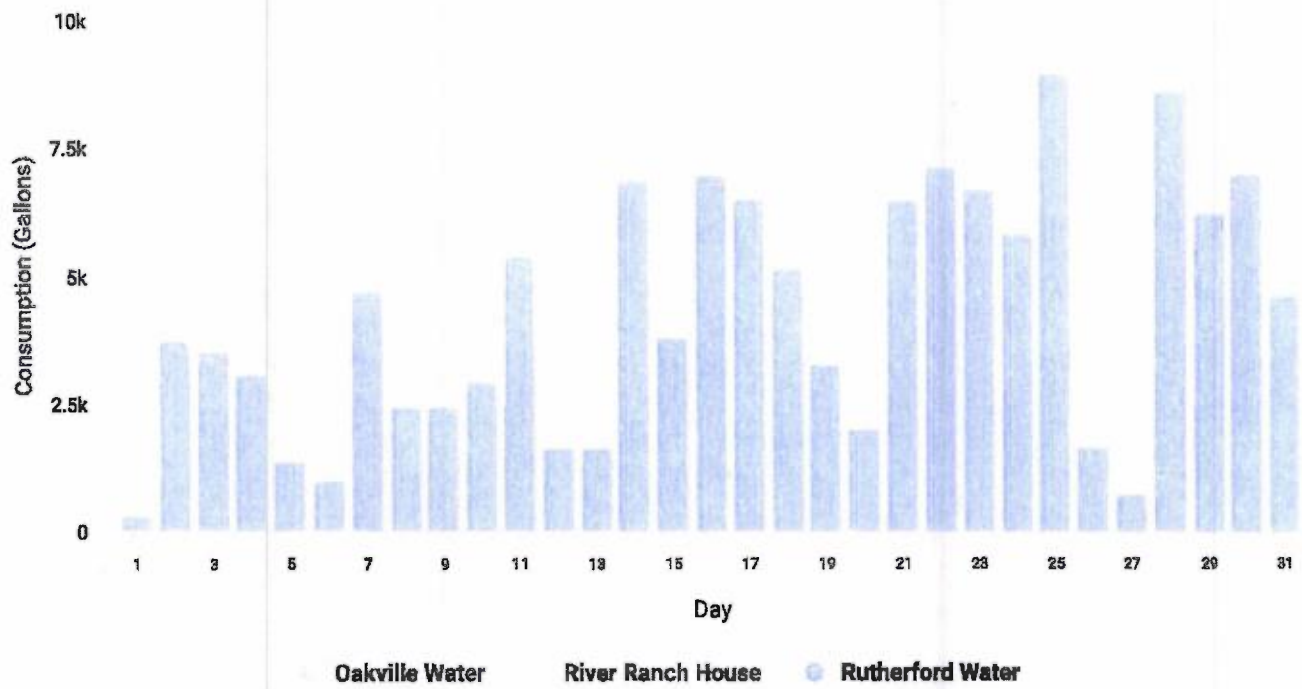 10k
7.5k
5k
2.5k
0
Consumption (Gallons)
1 3 5 7 9 11 13 15 17 19 21 23 25 27 29 31
Day
Oakville Water River Ranch House Rutherford Water